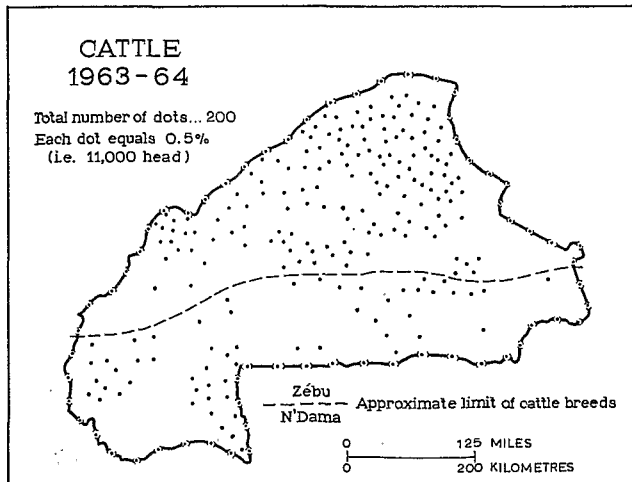 CATTLE
1963-64
Total number of dots... 200
Each dot equals 0.5%
(i.e. 11,000 head)
Zébu
N'Dama
Approximate limit of cattle breeds
0 125 MILES
0 200 KILOMETRES